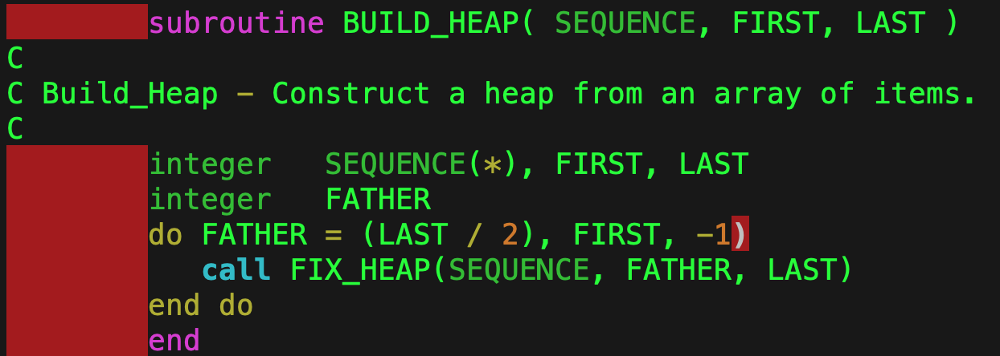 subroutine BUILD_HEAP( SEQUENCE, FIRST, LAST )
C
C Build_Heap - Construct a heap from an array of items.
C
        integer   SEQUENCE(*), FIRST, LAST
        integer   FATHER
        do FATHER = (LAST / 2), FIRST, -1)
           call FIX_HEAP(SEQUENCE, FATHER, LAST)
        end do
        end